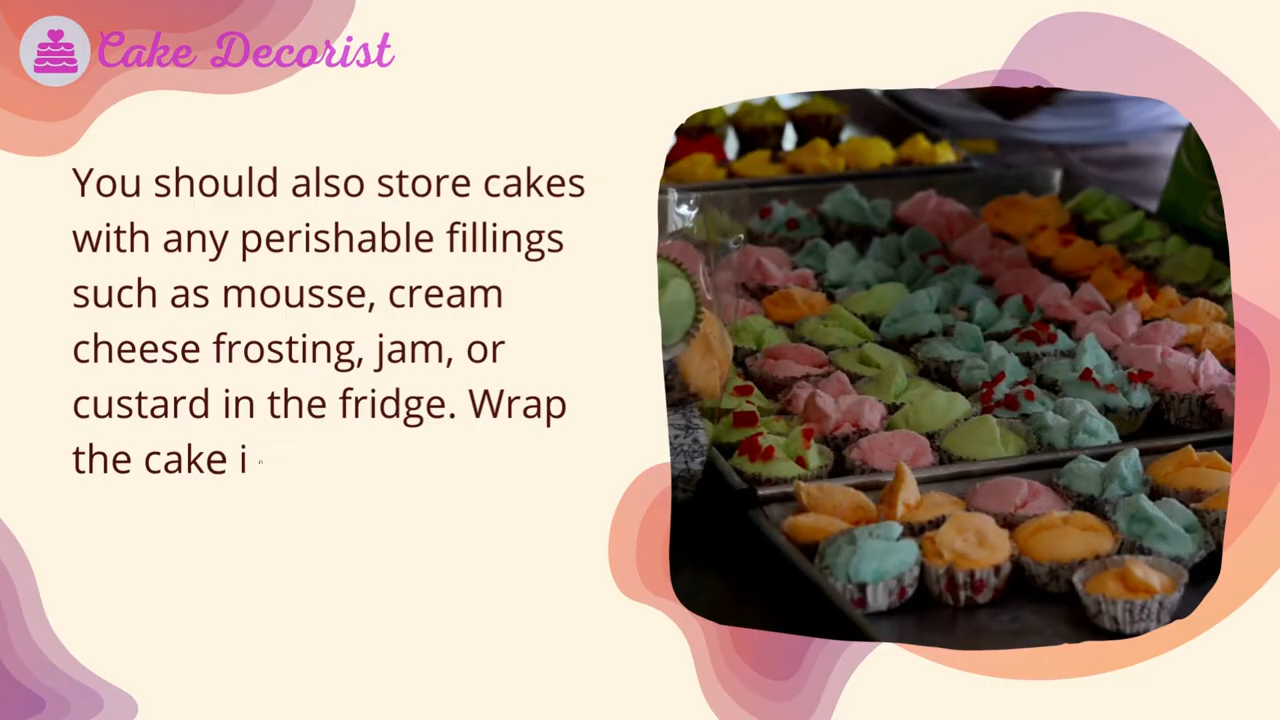 Cake Decorist
You should also store cakes
with any perishable fillings
such as mousse, cream
cheese frosting, jam, or
custard in the fridge. Wrap
the cake i